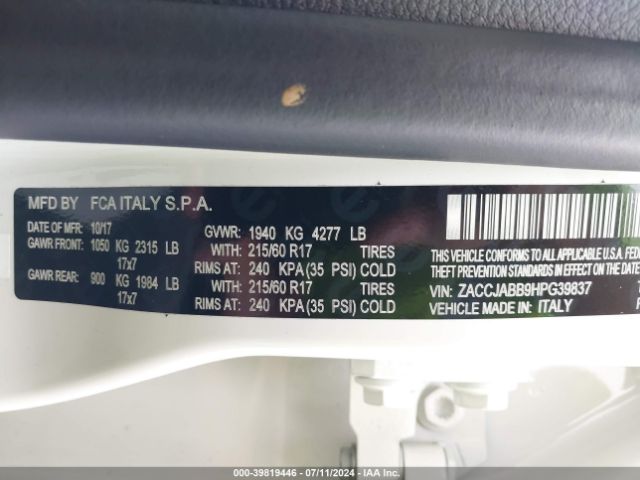 MFD BY FCA ITALY S.P.A.
DATE OF MFR: 10/17 GVWR: 1940 KG 4277 LB
GAWR FRONT: 1050 KG 2315 LB WITH: 215/60 R17 TIRES
17x7 RIMS AT: 240 KPA (35 PSI) COLD
GAWR REAR: 900 KG 1984 LB WITH: 215/60 R17 TIRES
17x7 RIMS AT: 240 KPA (35 PSI) COLD
THIS VEHICLE CONFORMS TO ALL APPLICABLE U.S.A. FEDE
THEFT PREVENTION STANDARDS IN EFFECT ON THE DATE O
VIN: ZACCJABB9HPG39837
VEHICLE MADE IN: ITALY
000-39819446 - 07/11/2024 - IAAI.COM